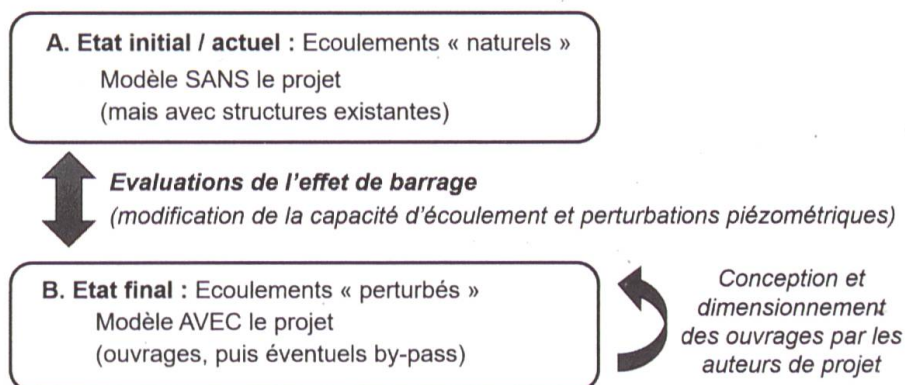 A. Etat initial / actuel : Ecoulements « naturels »
Modèle SANS le projet
(mais avec structures existantes)
Evaluations de l'effet de barrage
(modification de la capacité d'écoulement et perturbations piézométriques)
B. Etat final : Ecoulements « perturbés »
Modèle AVEC le projet
(ouvrages, puis éventuels by-pass)
Conception et
dimensionnement
des ouvrages par les
auteurs de projet